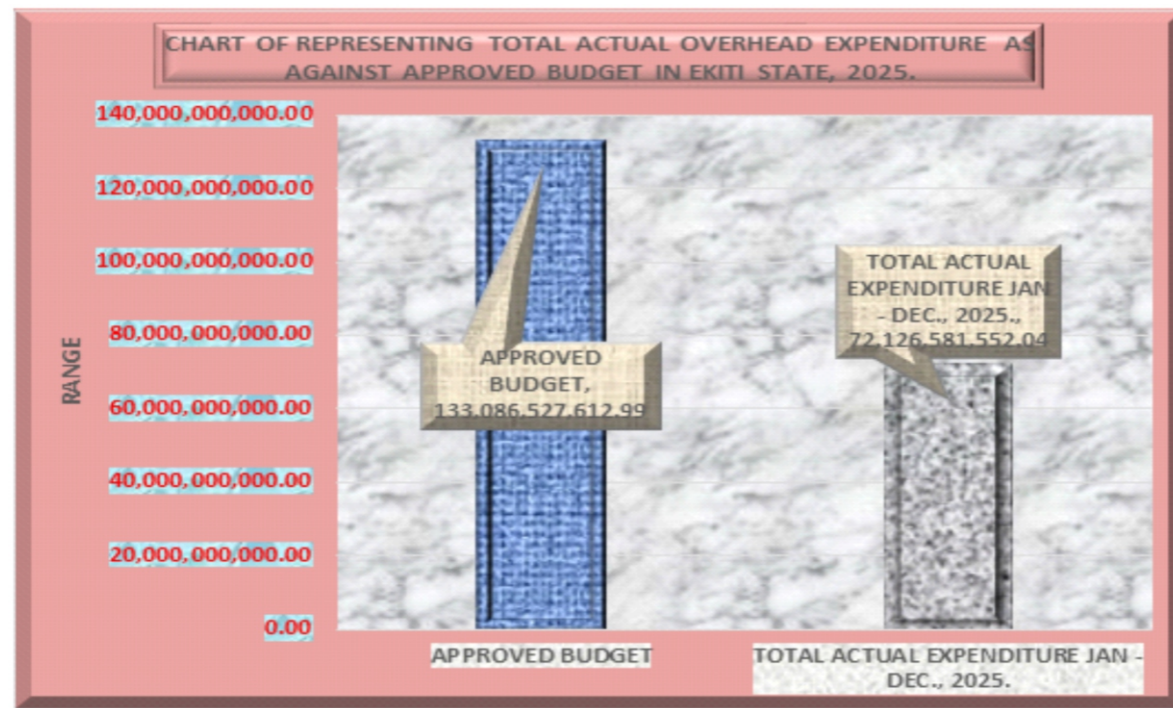 CHART OF REPRESENTING TOTAL ACTUAL OVERHEAD EXPENDITURE AS
AGAINST APPROVED BUDGET IN EKITI STATE, 2025.
140,000,000,000.00
120,000,000,000.00
100,000,000,000.00
80,000,000,000.00
60,000,000,000.00
40,000,000,000.00
20,000,000,000.00
0.00
RANGE
APPROVED
BUDGET,
133,086,527,612.99
TOTAL ACTUAL
EXPENDITURE JAN
- DEC., 2025.,
72,126,581,552.04
APPROVED BUDGET
TOTAL ACTUAL EXPENDITURE JAN -
DEC., 2025.